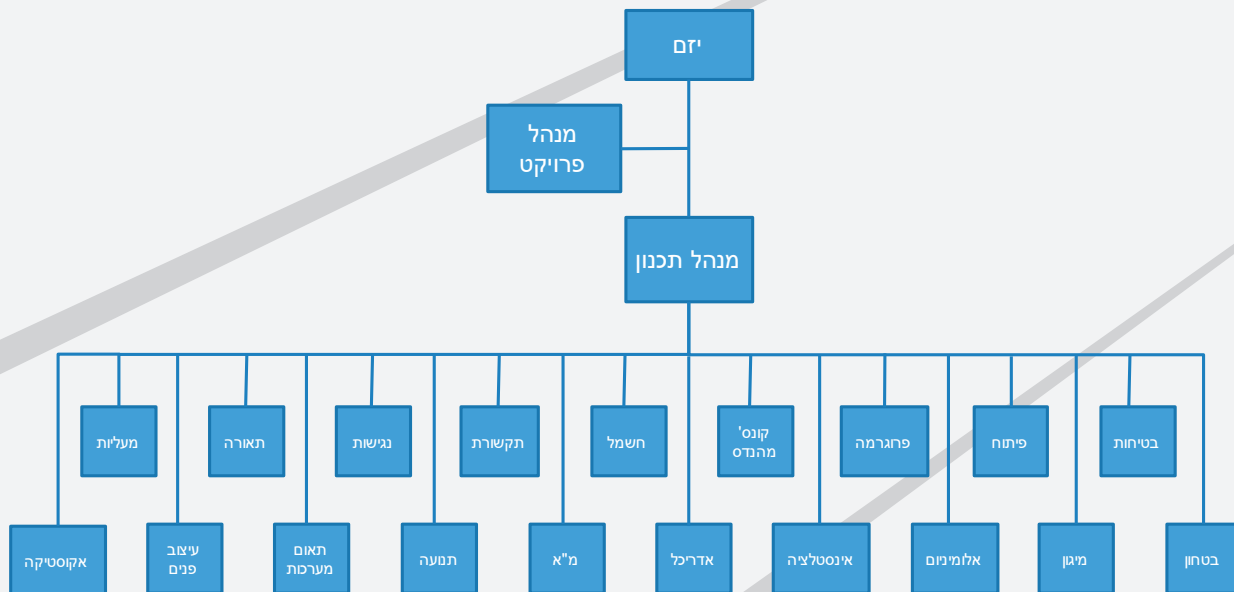 יזם
מנהל
פרויקט
מנהל תכנון
בטיחות
פיתוח
פרוגרמה
קונס'
מהנדס
חשמל
תקשורת
נגישות
תאורה
מעליות
בטחון
מיגון
אלומיניום
אינסטלציה
אדריכל
מ"א
תנועה
תאום
מערכות
עיצוב
פנים
אקוסטיקה